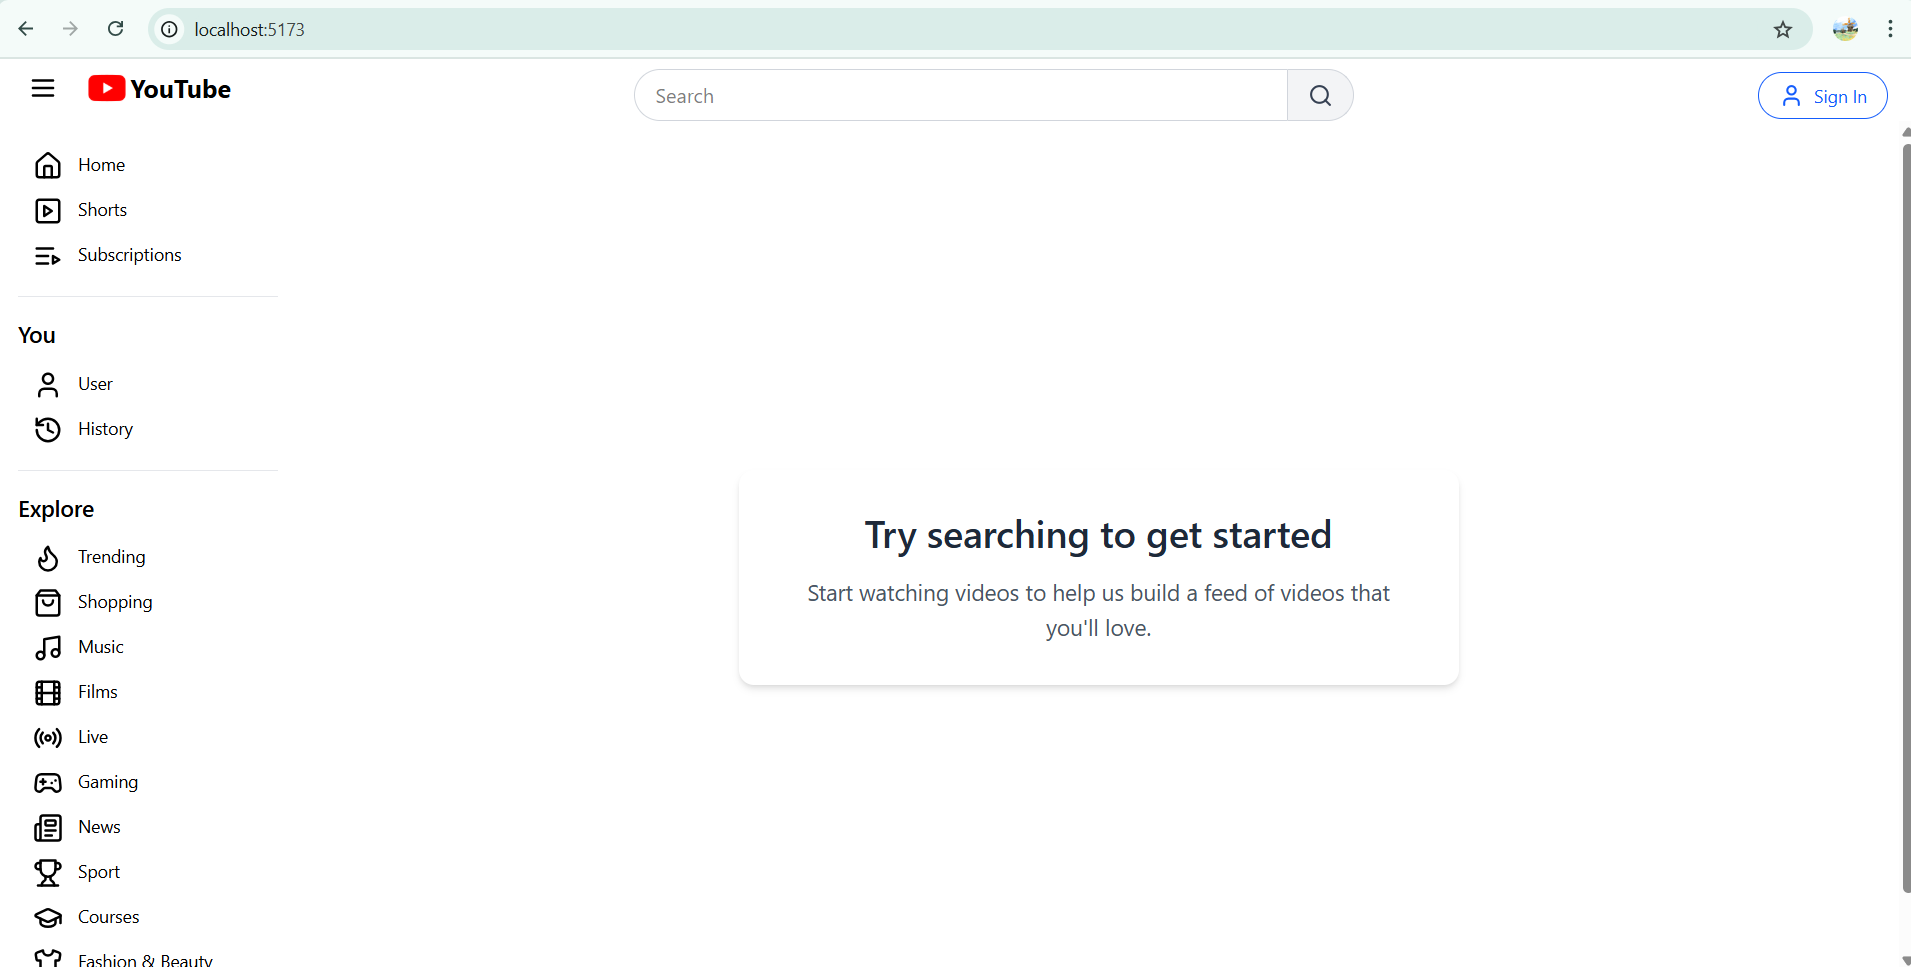 localhost:5173
YouTube
Search
Sign In
Home
Shorts
Subscriptions
You
User
History
Explore
Trending
Shopping
Music
Films
Live
Gaming
News
Sport
Courses
Fashion & Beauty
Try searching to get started
Start watching videos to help us build a feed of videos that
you'll love.